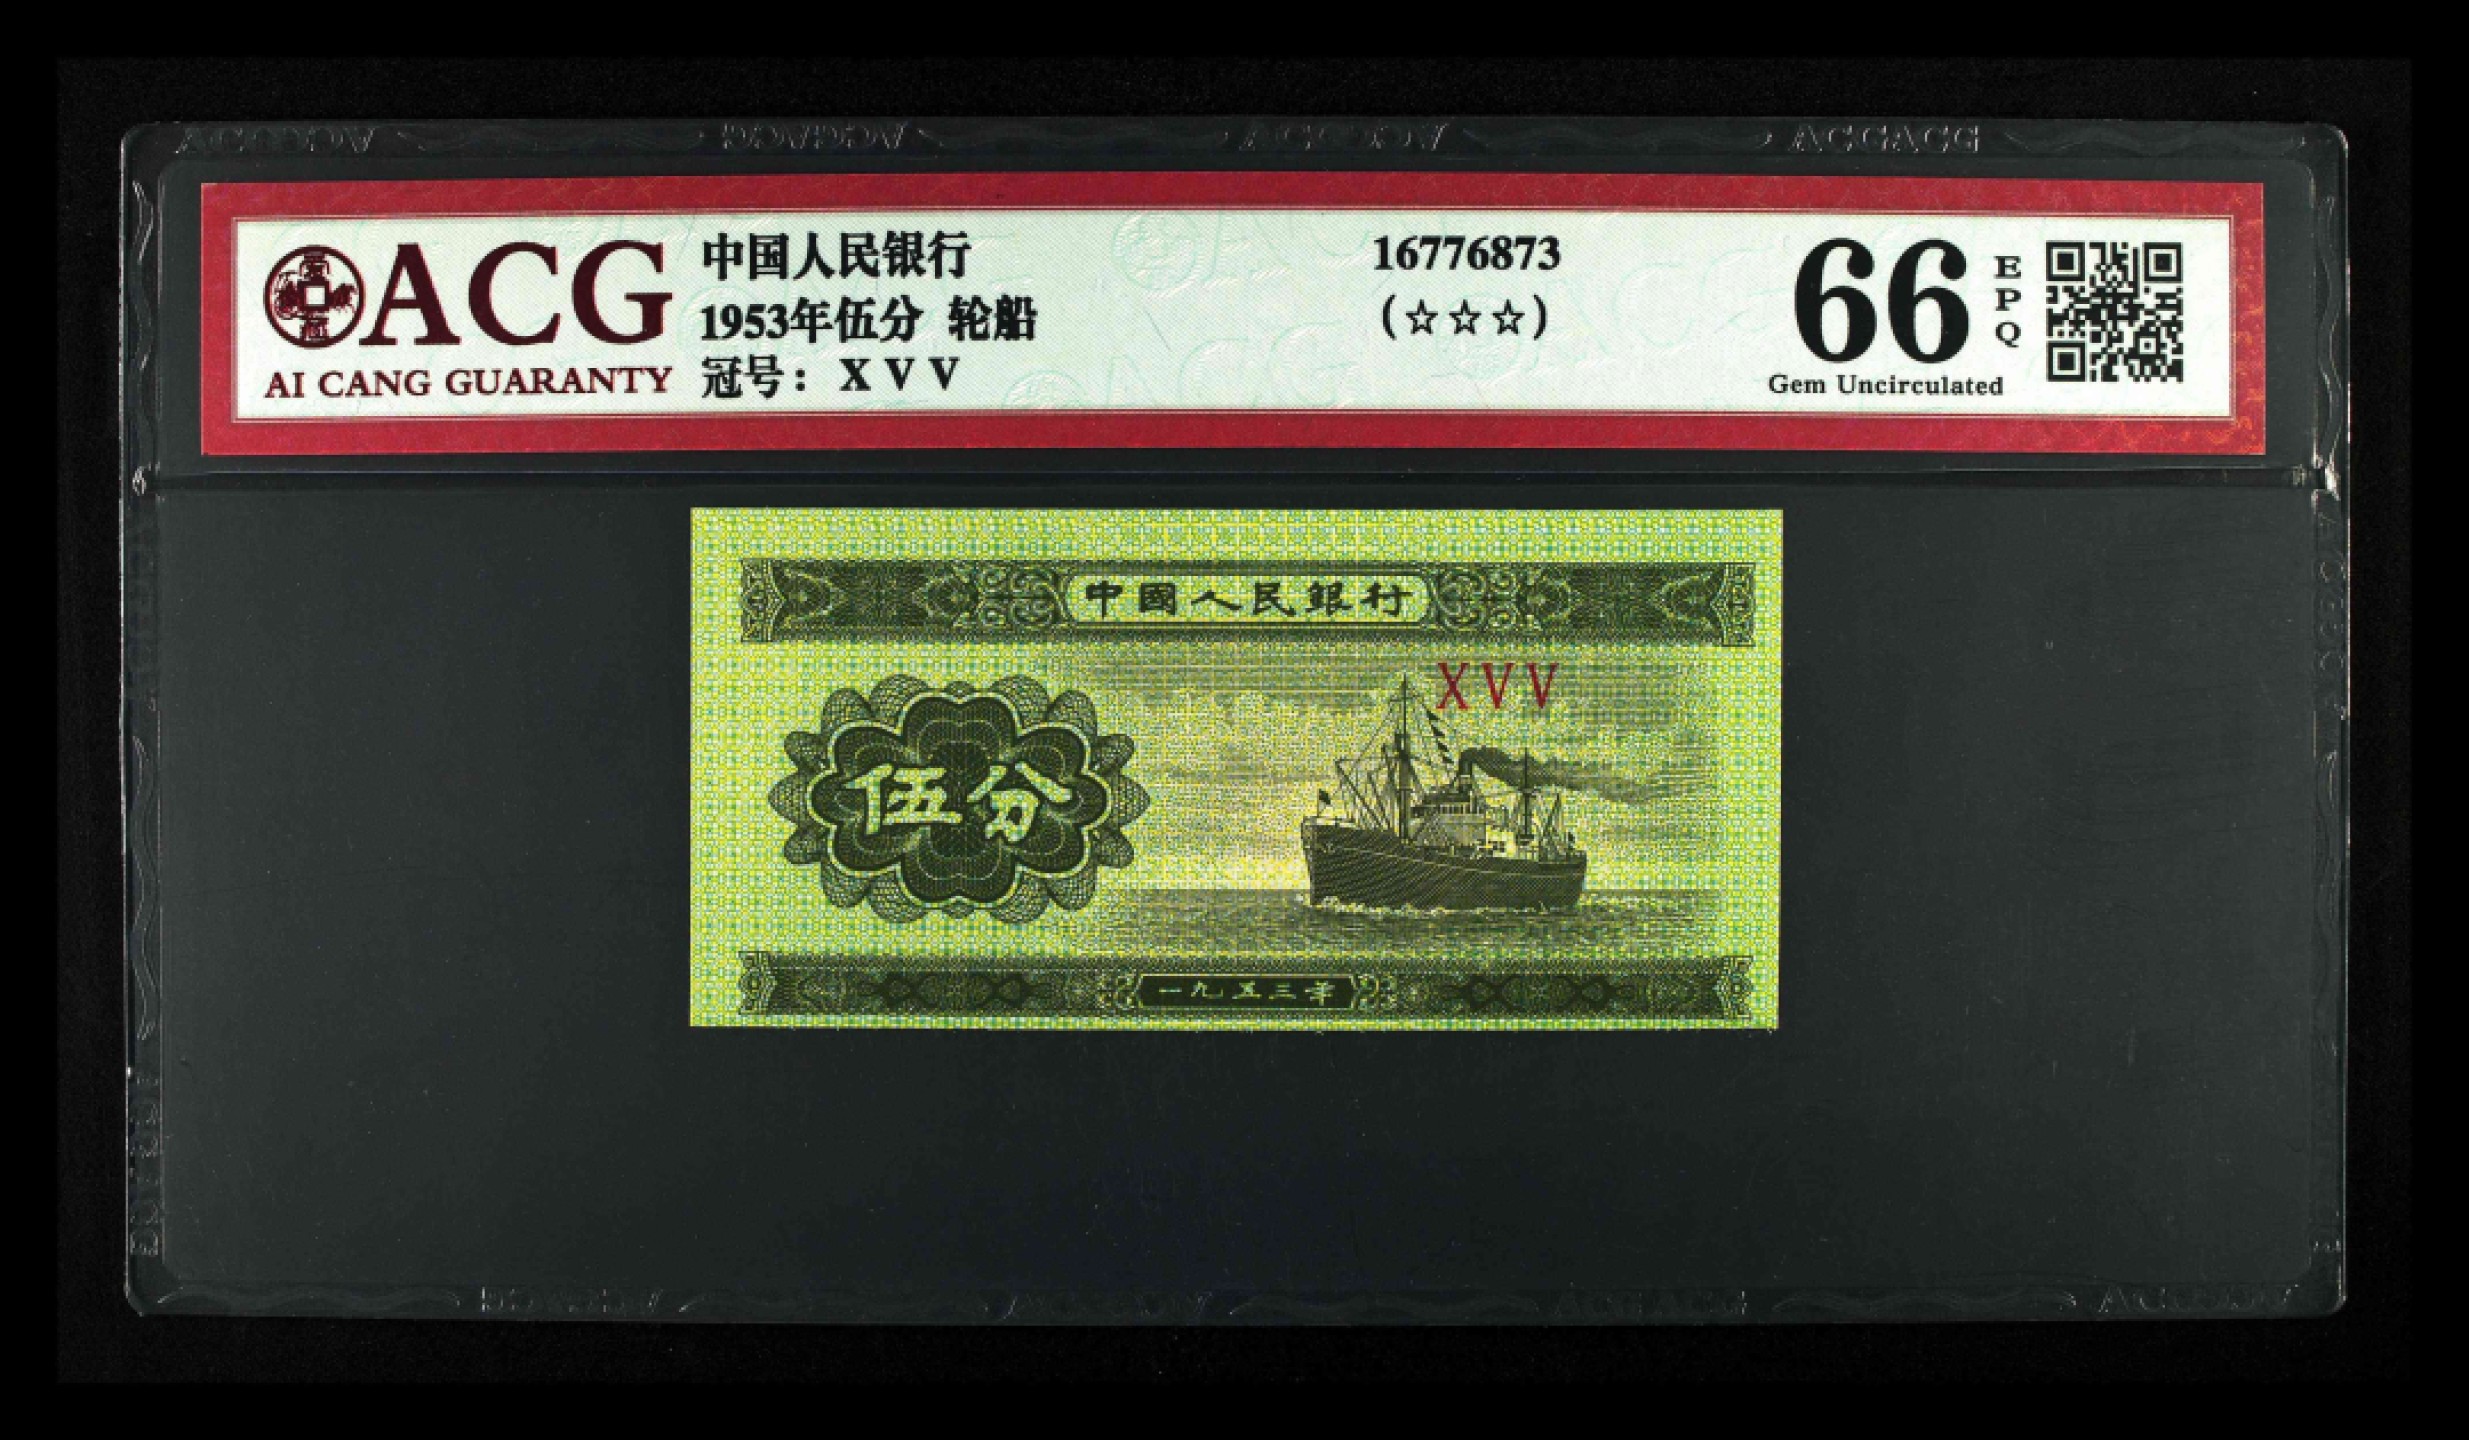 ACG
AI CANG GUARANTY
中国人民银行
1953年伍分 轮船
冠号：X V V
16776873
(☆☆☆)
66
EPQ
Gem Uncirculated
中國人民銀行
XVV
伍分
一九五三年
ACGACG